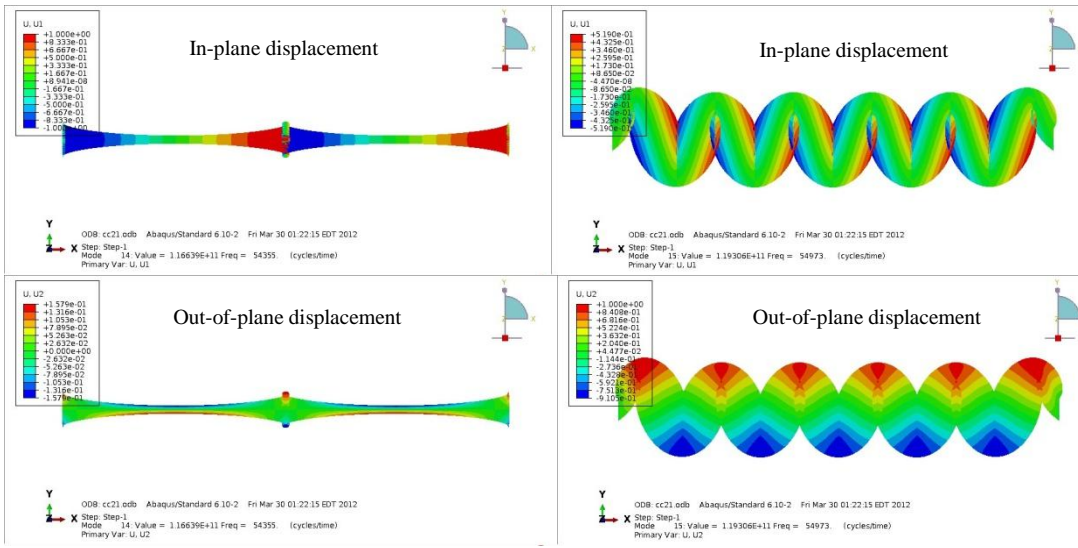 U, U1
+1.000e+00
+8.333e-01
+6.667e-01
+5.000e-01
+3.333e-01
+1.667e-01
+8.941e-08
-1.667e-01
-3.333e-01
-5.000e-01
-6.667e-01
-8.333e-01
-1.000e+00
In-plane displacement
Y
X
Z
Y
Z
X
ODB: cc21.odb Abaqus/Standard 6.10-2 Fri Mar 30 01:22:15 EDT 2012
Step: Step-1
Mode 14: Value = 1.16639E+11 Freq = 54355. (cycles/time)
Primary Var: U, U1
U, U1
+5.190e-01
+4.325e-01
+3.460e-01
+2.595e-01
+1.730e-01
+8.650e-02
-4.470e-08
-8.650e-02
-1.730e-01
-2.595e-01
-3.460e-01
-4.325e-01
-5.190e-01
In-plane displacement
Y
Z
Y
Z
X
ODB: cc21.odb Abaqus/Standard 6.10-2 Fri Mar 30 01:22:15 EDT 2012
Step: Step-1
Mode 15: Value = 1.19306E+11 Freq = 54973. (cycles/time)
Primary Var: U, U1
U, U2
+1.579e-01
+1.316e-01
+1.053e-01
+7.895e-02
+5.263e-02
+2.632e-02
+0.000e+00
-2.632e-02
-5.263e-02
-7.895e-02
-1.053e-01
-1.316e-01
-1.579e-01
Out-of-plane displacement
Y
X
Z
Y
Z
X
ODB: cc21.odb Abaqus/Standard 6.10-2 Fri Mar 30 01:22:15 EDT 2012
Step: Step-1
Mode 14: Value = 1.16639E+11 Freq = 54355. (cycles/time)
Primary Var: U, U2
U, U2
+1.000e+00
+8.408e-01
+6.816e-01
+5.224e-01
+3.632e-01
+2.040e-01
+4.477e-02
-1.144e-01
-2.736e-01
-4.328e-01
-5.921e-01
-7.513e-01
-9.105e-01
Out-of-plane displacement
Y
Z
Y
Z
X
ODB: cc21.odb Abaqus/Standard 6.10-2 Fri Mar 30 01:22:15 EDT 2012
Step: Step-1
Mode 15: Value = 1.19306E+11 Freq = 54973. (cycles/time)
Primary Var: U, U2